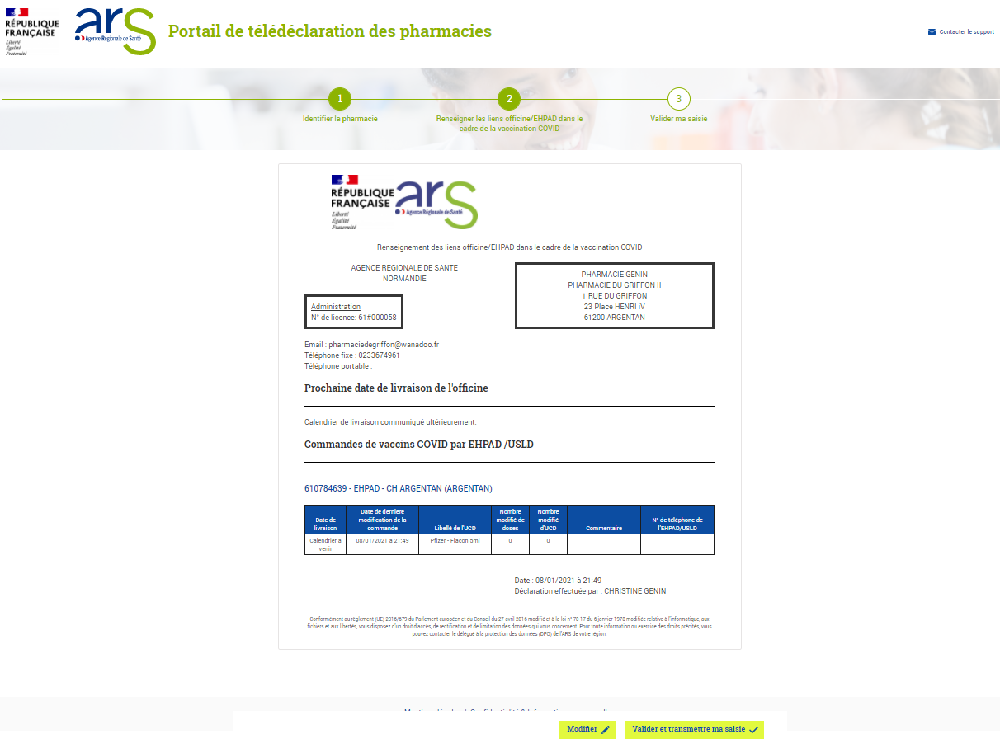 RÉPUBLIQUE
FRANÇAISE
Liberté
Égalité
Fraternité
ars
Agence Régionale de Santé
Portail de télédéclaration des pharmacies
Contacter le support
1
2
3
Identifier la pharmacie
Renseigner les liens officine/EHPAD dans le
cadre de la vaccination COVID
Valider ma saisie
RÉPUBLIQUE
FRANÇAISE
Liberté
Égalité
Fraternité
ars
Agence Régionale de Santé
Renseignement des liens officine/EHPAD dans le cadre de la vaccination COVID
AGENCE REGIONALE DE SANTE
NORMANDIE
PHARMACIE GENIN
PHARMACIE DU GRIFFON II
1 RUE DU GRIFFON
23 Place HENRI iV
61200 ARGENTAN
Administration
N° de licence: 61#000058
Email : pharmaciedegriffon@wanadoo.fr
Téléphone fixe : 0233674961
Téléphone portable :
Prochaine date de livraison de l'officine
Calendrier de livraison communiqué ultérieurement.
Commandes de vaccins COVID par EHPAD /USLD
610784639 - EHPAD - CH ARGENTAN (ARGENTAN)
Date de
livraison
Date de dernière
modification de la
commande
Libellé de l'UCD
Nombre
modifié de
doses
Nombre
modifié
d'UCD
Commentaire
N° de téléphone de
l'EHPAD/USLD
Calendrier à
venir
08/01/2021 à 21:49
Pfizer - Flacon 5ml
0
0
Date : 08/01/2021 à 21:49
Déclaration effectuée par : CHRISTINE GENIN
Conformément au règlement (UE) 2016/679 du Parlement européen et du Conseil du 27 avril 2016 modifié et à la loi n° 78-17 du 6 janvier 1978 modifiée relative à l'informatique, aux
fichiers et aux libertés, vous disposez d'un droit d'accès, de rectification et de limitation des données qui vous concernent. Pour toute information ou exercice des droits précités, vous
pouvez contacter le délégué à la protection des données (DPO) de l'ARS de votre région.
Modifier
Valider et transmettre ma saisie